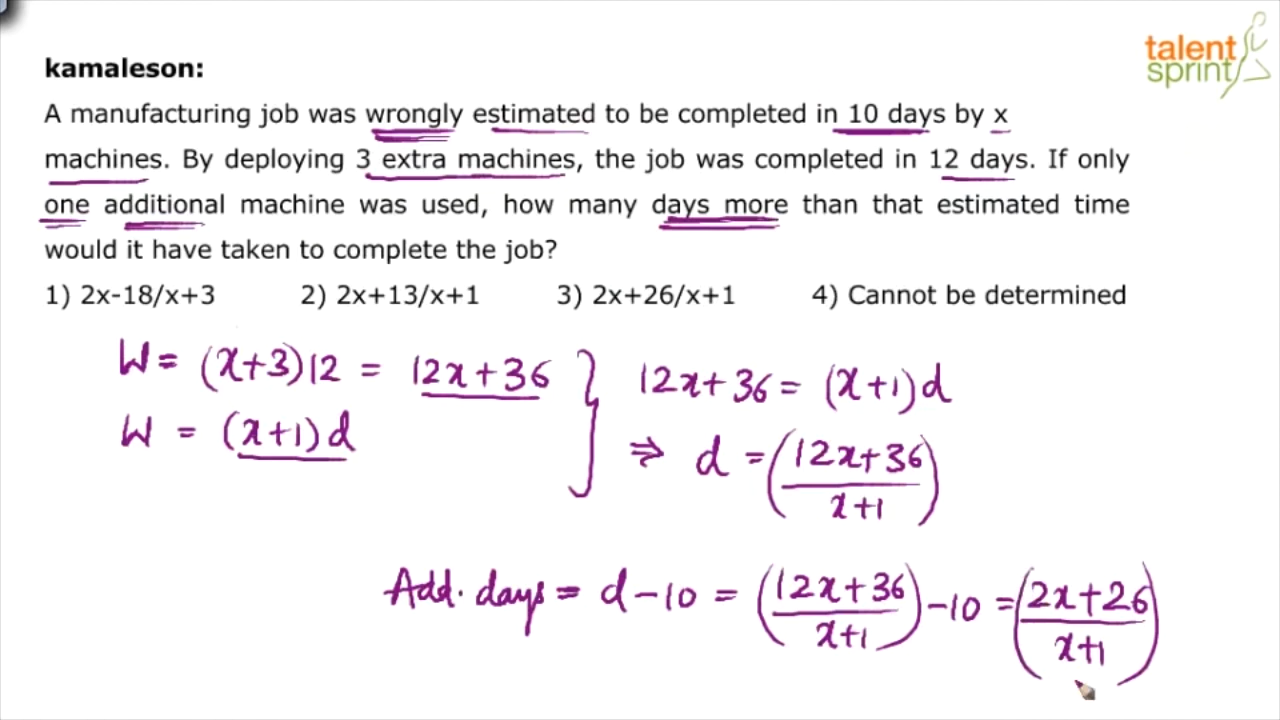 talent
sprint
kamaleson:
A manufacturing job was wrongly estimated to be completed in 10 days by x
machines. By deploying 3 extra machines, the job was completed in 12 days. If only
one additional machine was used, how many days more than that estimated time
would it have taken to complete the job?
1) 2x-18/x+3 2) 2x+13/x+1 3) 2x+26/x+1 4) Cannot be determined
W = (x+3)12 = 12x+36
W = (x+1)d
12x+36 = (x+1)d
⇒ d = (12x+36/x+1)
Add. days = d-10 = (12x+36/x+1) -10 = (2x+26/x+1)